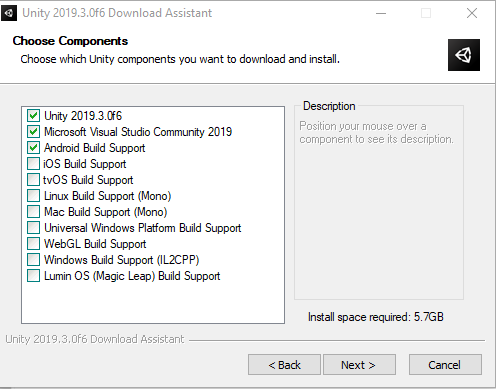 Unity 2019.3.0f6 Download Assistant
Choose Components
Choose which Unity components you want to download and install.
Unity 2019.3.0f6
Microsoft Visual Studio Community 2019
Android Build Support
iOS Build Support
tvOS Build Support
Linux Build Support (Mono)
Mac Build Support (Mono)
Universal Windows Platform Build Support
WebGL Build Support
Windows Build Support (IL2CPP)
Lumin OS (Magic Leap) Build Support
Description
Position your mouse over a
component to see its description.
Install space required: 5.7GB
Unity 2019.3.0f6 Download Assistant
< Back
Next >
Cancel